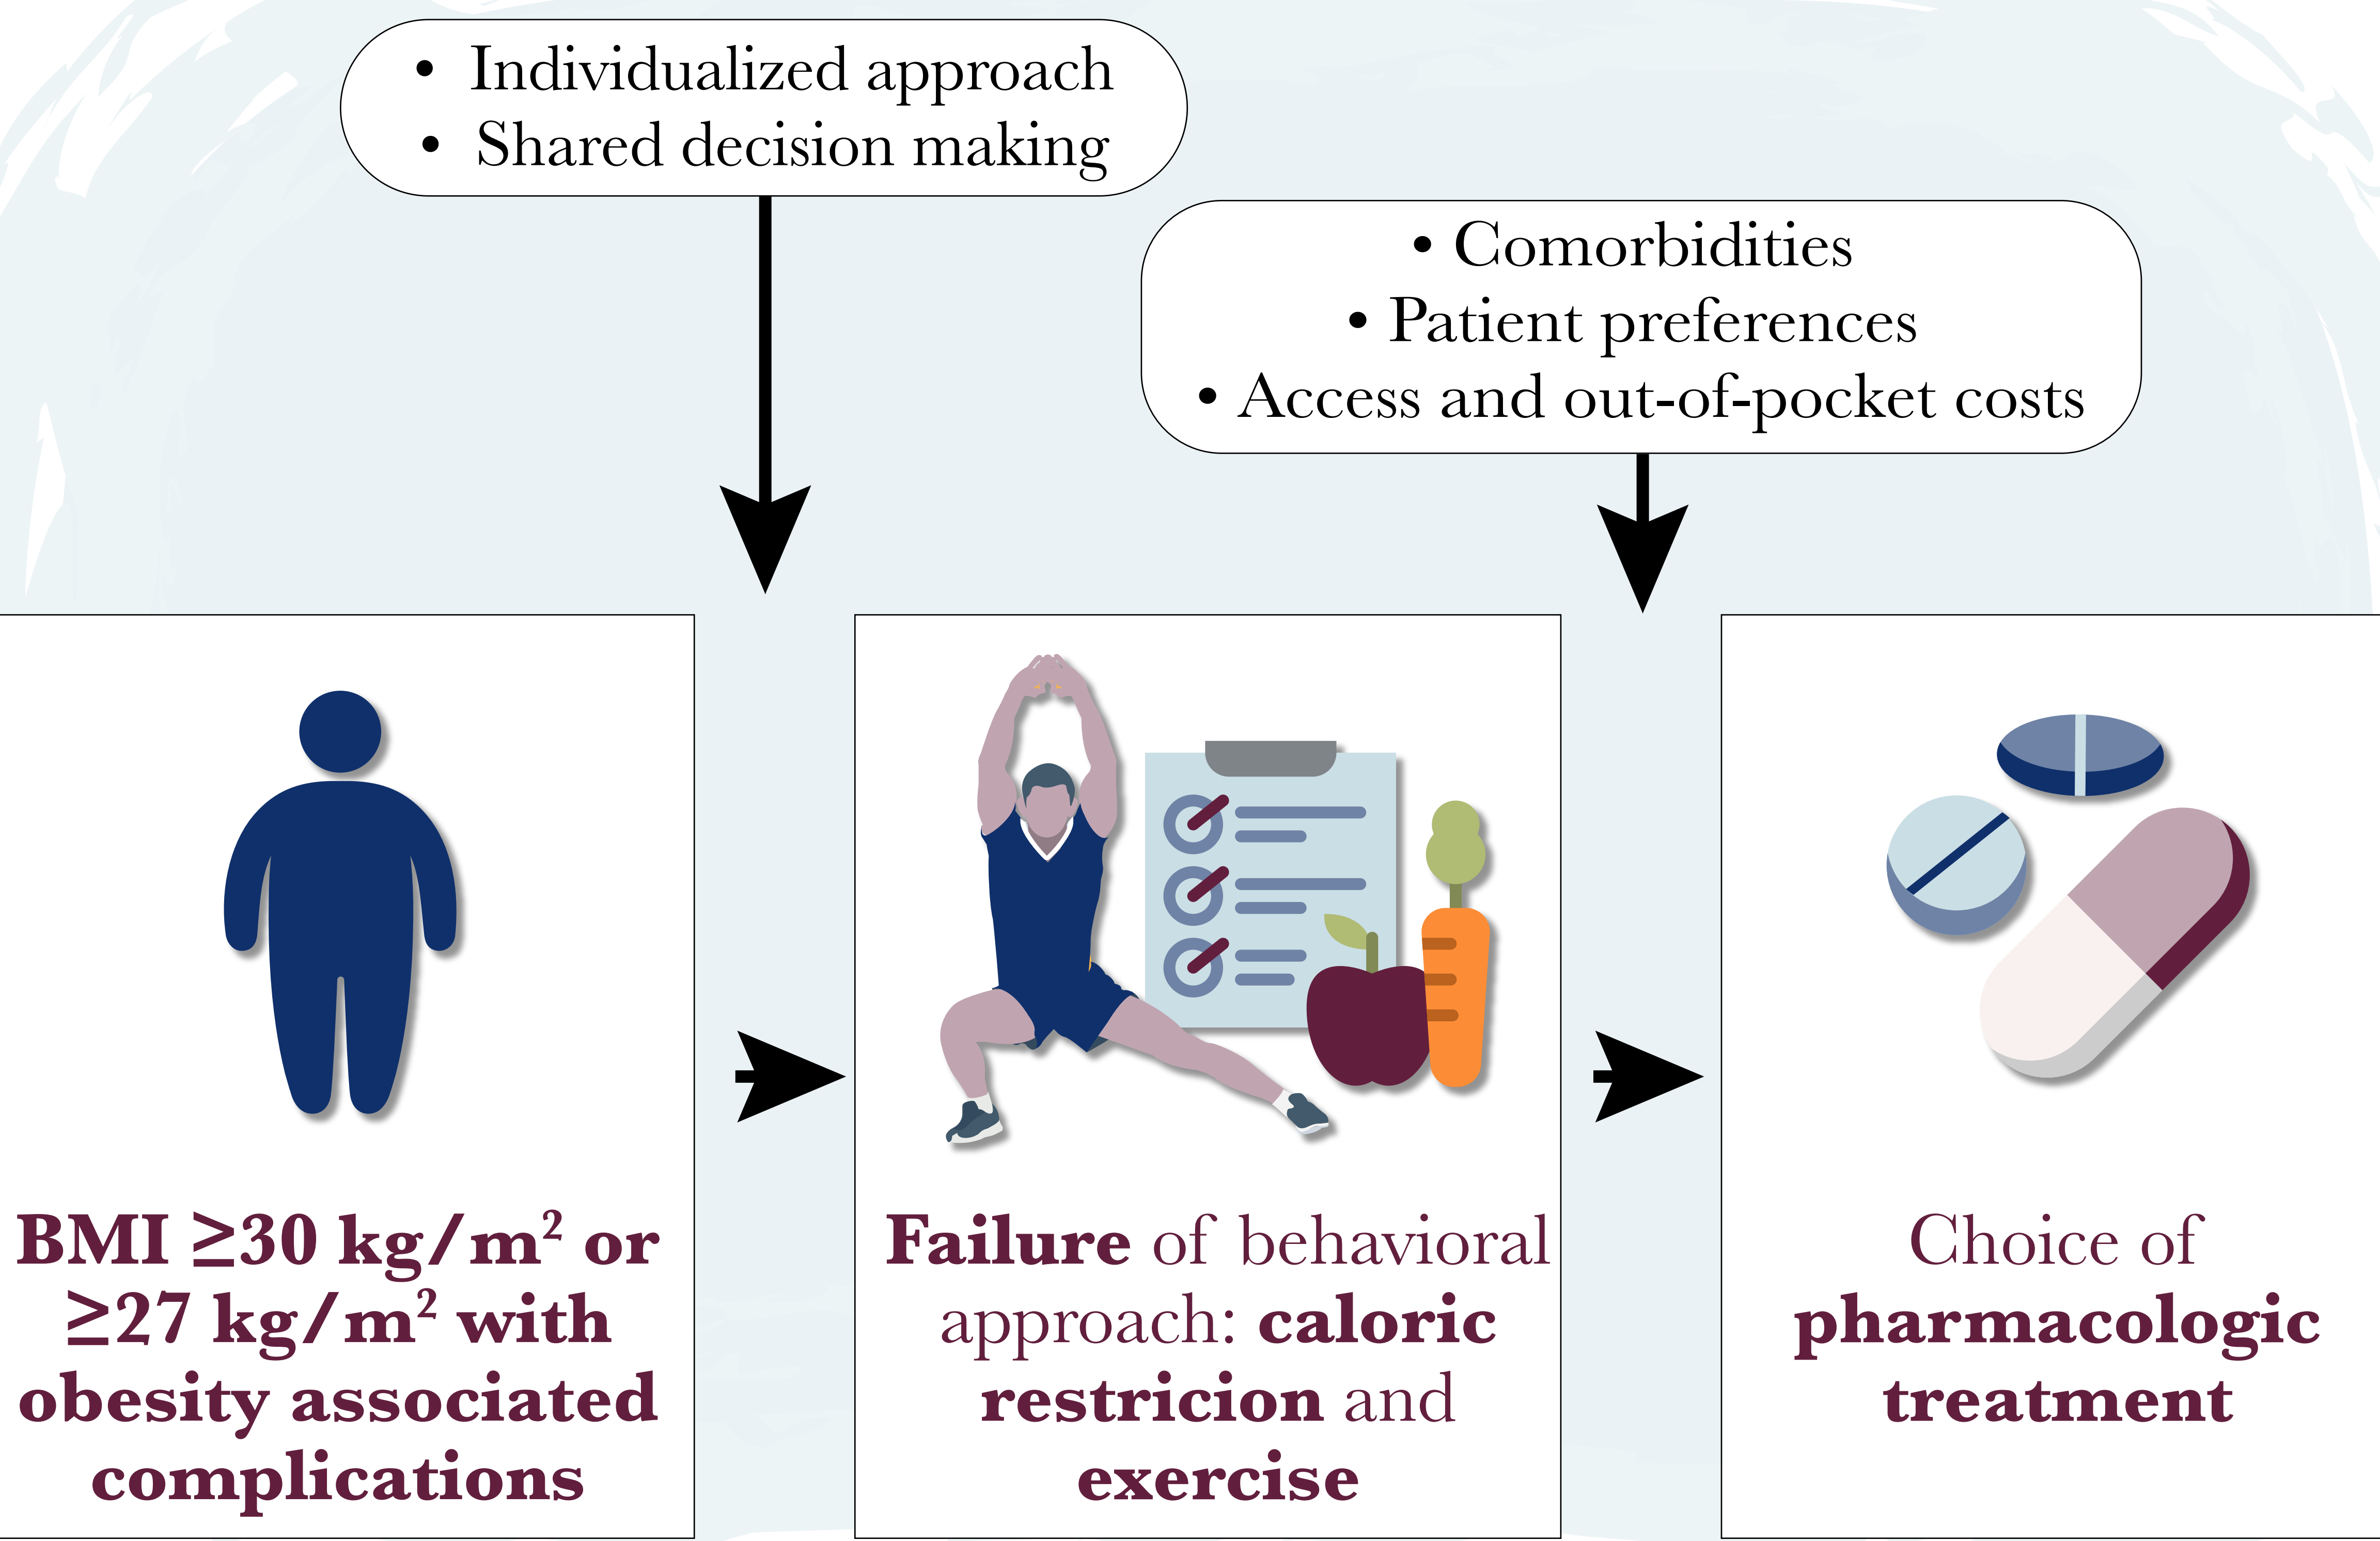 • Individualized approach
• Shared decision making
• Comorbidities
• Patient preferences
• Access and out-of-pocket costs
BMI ≥30 kg/m² or
≥27 kg/m² with
obesity associated
complications
Failure of behavioral
approach: caloric
restricion and
exercise
Choice of
pharmacologic
treatment